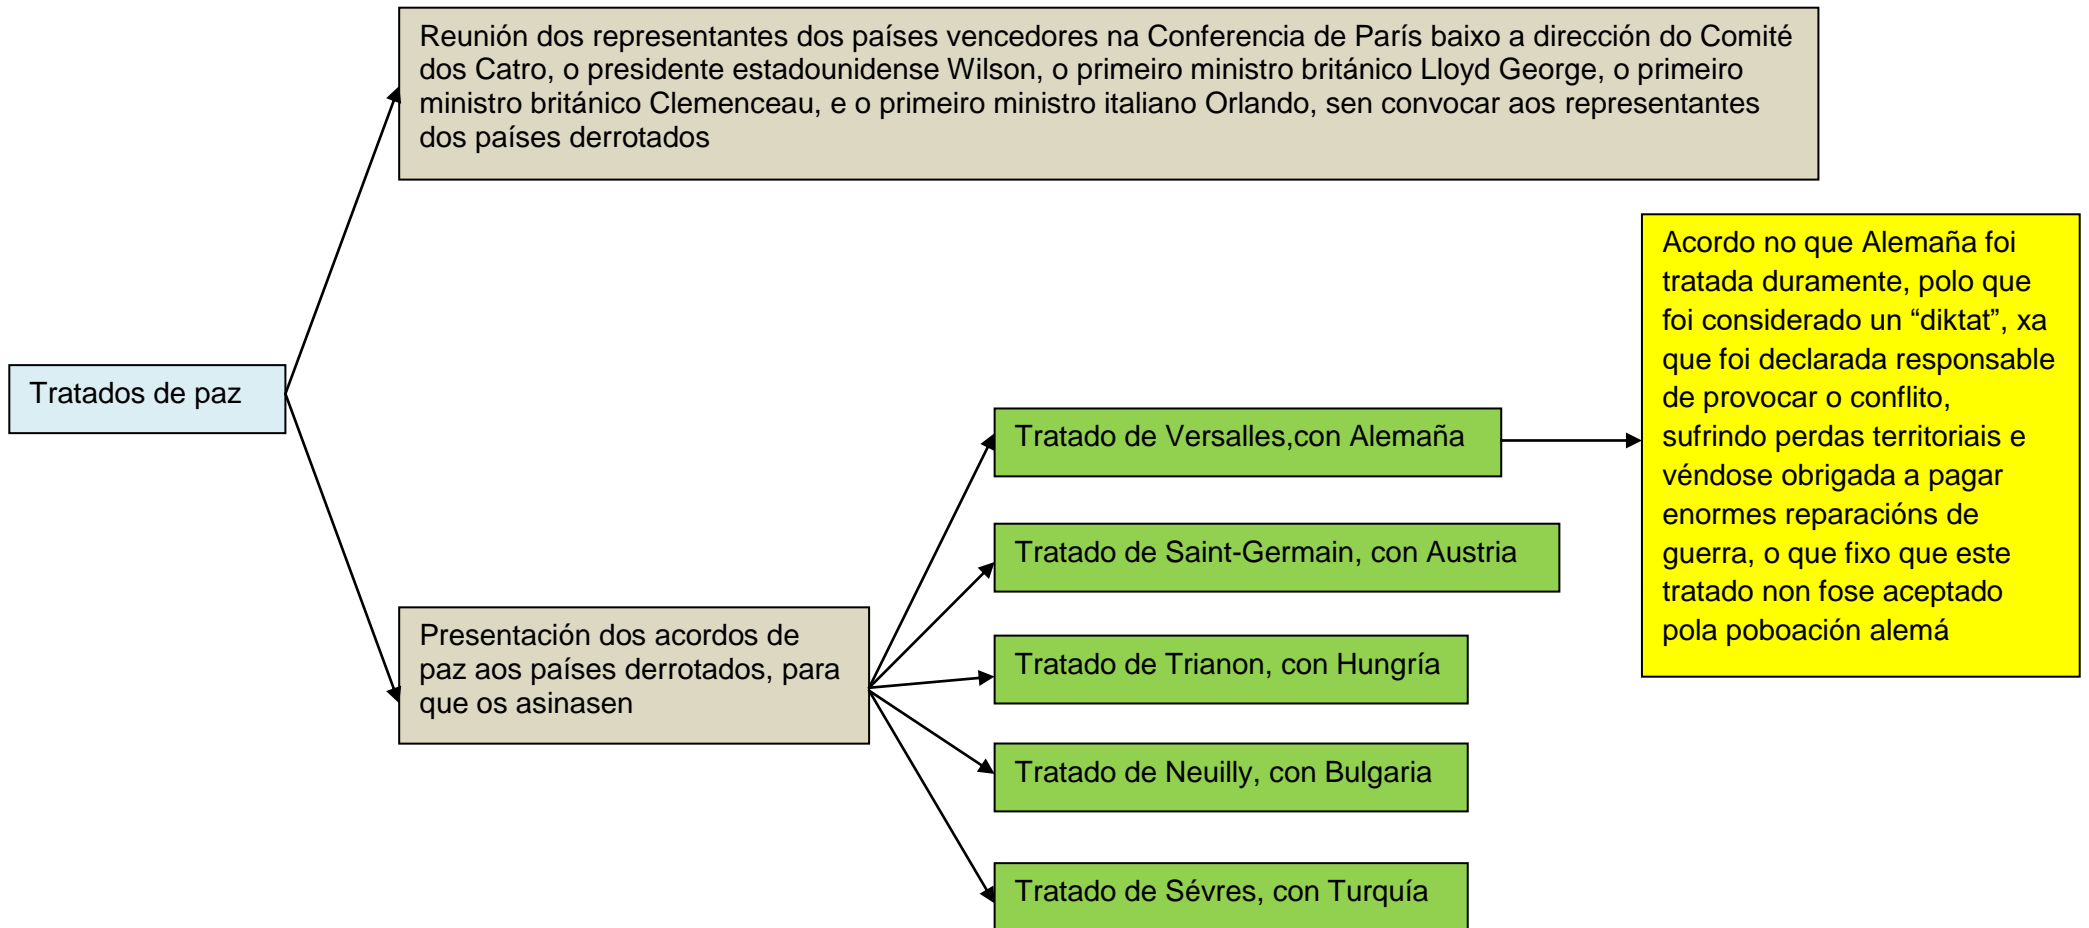 Reunión dos representantes dos países vencedores na Conferencia de París baixo a dirección do Comité
dos Catro, o presidente estadounidense Wilson, o primeiro ministro británico Lloyd George, o primeiro
ministro británico Clemenceau, e o primeiro ministro italiano Orlando, sen convocar aos representantes
dos países derrotados
Tratados de paz
Presentación dos acordos de
paz aos países derrotados, para
que os asinasen
Tratado de Versalles,con Alemaña
Acordo no que Alemaña foi
tratada duramente, polo que
foi considerado un “diktat”, xa
que foi declarada responsable
de provocar o conflito,
sufrindo perdas territoriais e
véndose obrigada a pagar
enormes reparacións de
guerra, o que fixo que este
tratado non fose aceptado
pola poboación alemá
Tratado de Saint-Germain, con Austria
Tratado de Trianon, con Hungría
Tratado de Neuilly, con Bulgaria
Tratado de Sévres, con Turquía